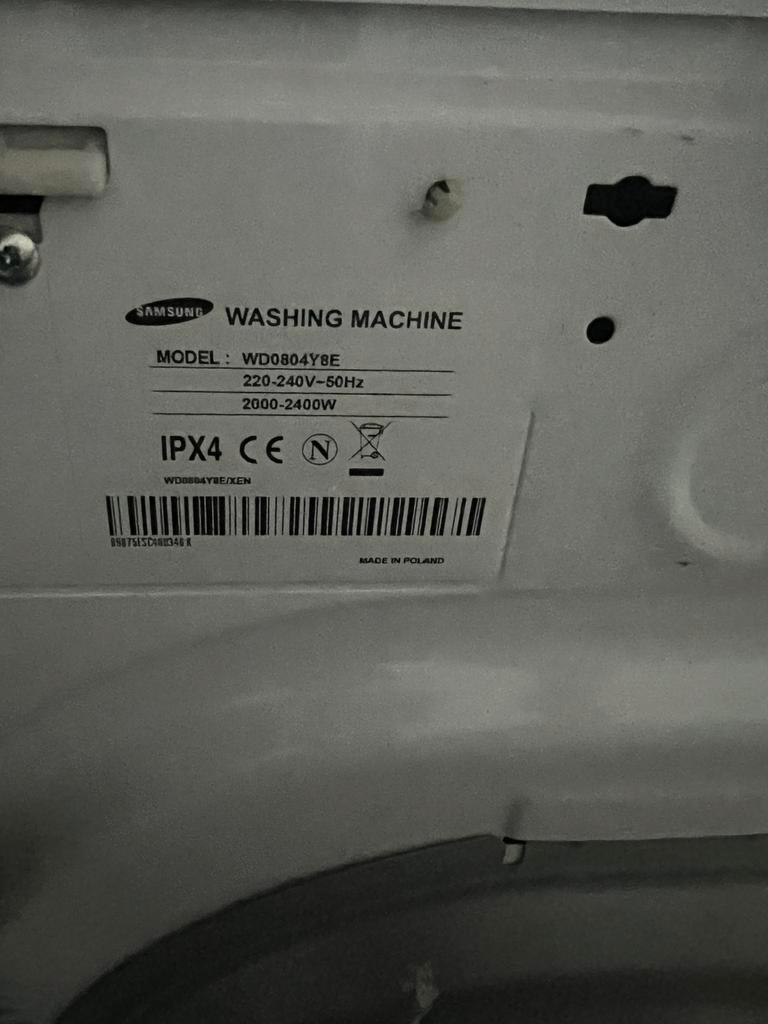 SAMSUNG WASHING MACHINE
MODEL : WD0804Y8E
220-240V~50Hz
2000-2400W
IPX4 CE N
WD0804Y8E/XEN
MADE IN POLAND